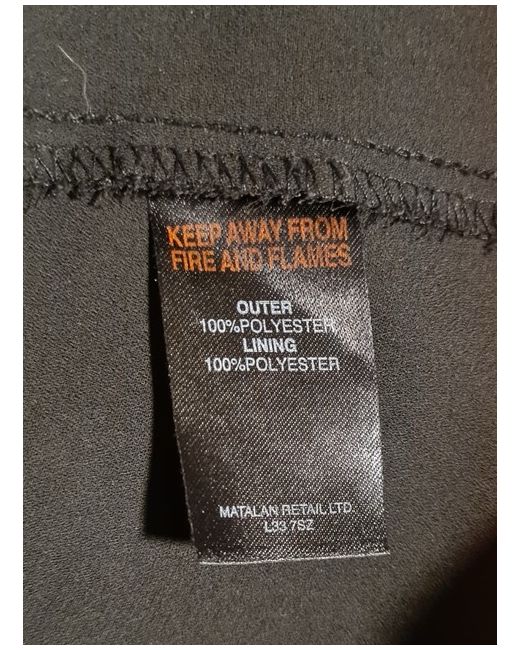 KEEP AWAY FROM
FIRE AND FLAMES
OUTER
100%POLYESTER
LINING
100%POLYESTER
MATALAN RETAIL LTD
L33 7SZ